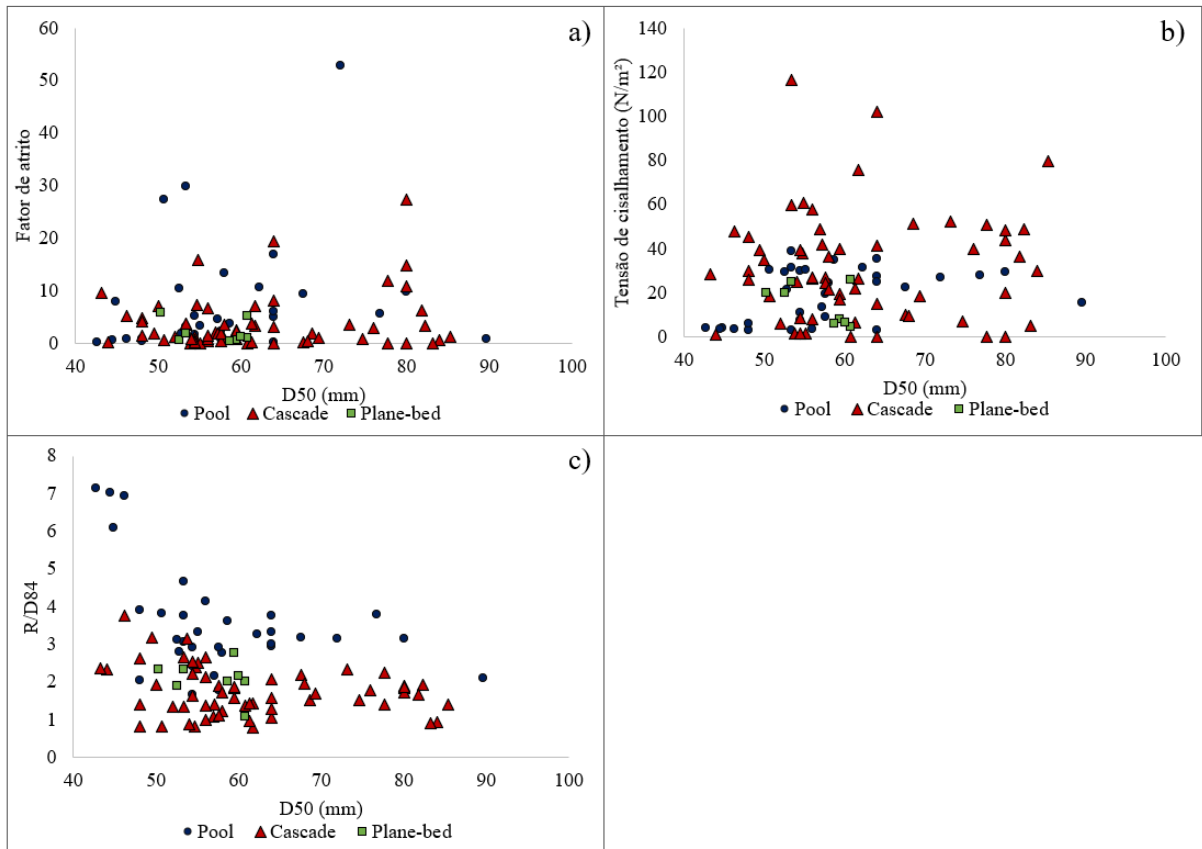 a)
Fator de atrito
60
50
40
30
20
10
0
40 50 60 70 80 90 100
D50 (mm)
Pool Cascade Plane-bed
b)
Tensão de cisalhamento (N/m²)
140
120
100
80
60
40
20
0
40 50 60 70 80 90 100
D50 (mm)
Pool Cascade Plane-bed
c)
R/D84
8
7
6
5
4
3
2
1
0
40 50 60 70 80 90 100
D50 (mm)
Pool Cascade Plane-bed